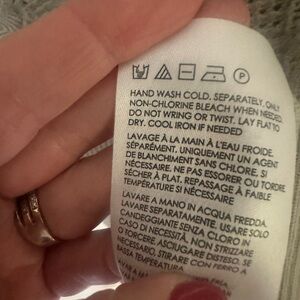 P
HAND WASH COLD, SEPARATELY, ONLY
NON-CHLORINE BLEACH WHEN NEEDED
DO NOT WRING OR TWIST. LAY FLAT TO
DRY. COOL IRON IF NEEDED
LAVAGE À LA MAIN À L'EAU FROIDE.
SÉPARÉMENT. UNIQUEMENT UN AGENT
DE BLANCHIMENT SANS CHLORE, SI
NÉCESSAIRE. NE PAS ESSORER OU TORDRE.
SÉCHER À PLAT. REPASSAGE À FAIBLE
TEMPÉRATURE SI NÉCESSAIRE
LAVARE A MANO IN ACQUA FREDDA.
LAVARE SEPARATAMENTE. USARE SOLO
CANDEGGIANTE SENZA CLORO IN
CASO DI NECESSITÀ. NON STRIZZARE
O TORCERE. ASCIUGARE DISTESO. SE
NECESSARIO, STIRARE CON FERRO A
BASSA TEMPERATURA